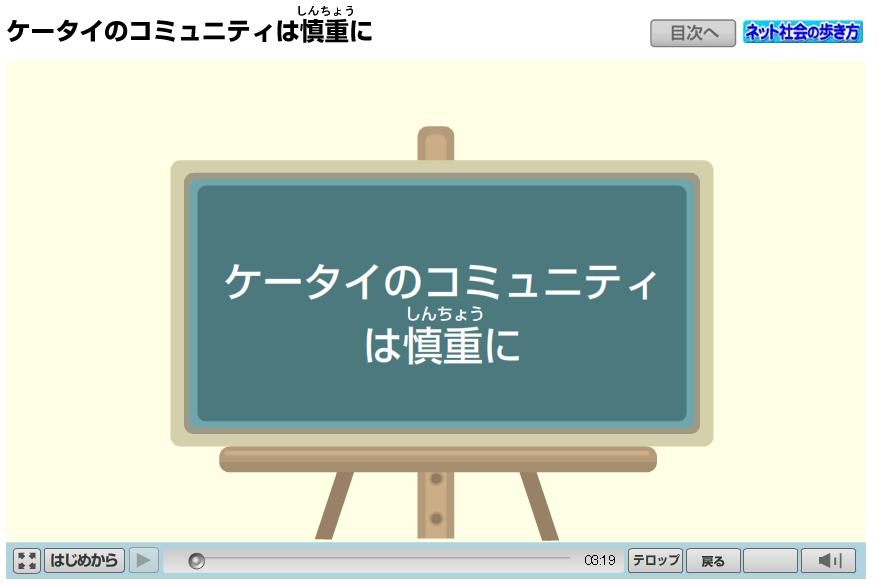 しんちょう
ケータイのコミュニティは慎重に
目次へ
ネット社会の歩き方
ケータイのコミュニティ
しんちょう
は慎重に
はじめから
03:19
テロップ
戻る